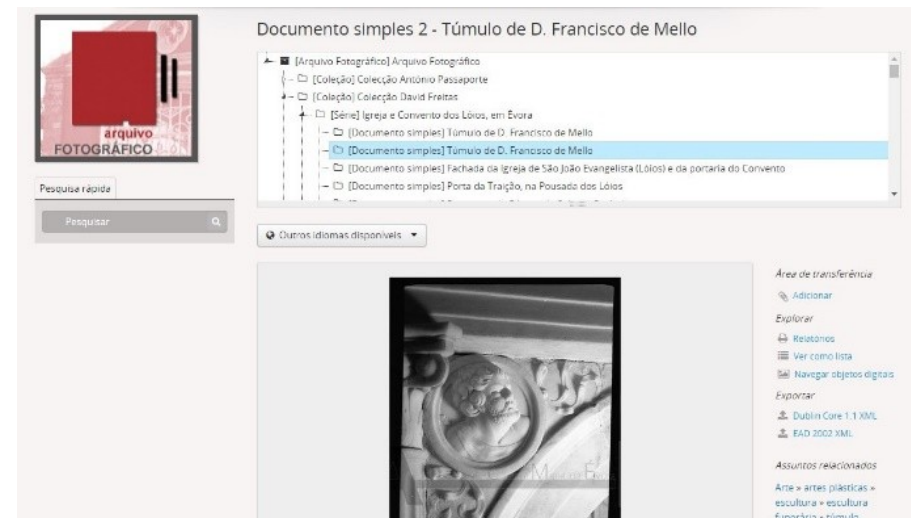 Documento simples 2 - Túmulo de D. Francisco de Mello
[Arquivo Fotográfico] Arquivo Fotográfico
[Coleção] Colecção António Passaporte
[Coleção] Colecção David Freitas
[Série] Igreja e Convento dos Lóios, em Évora
[Documento simples] Túmulo de D. Francisco de Mello
[Documento simples] Túmulo de D. Francisco de Mello
[Documento simples] Fachada da Igreja de São João Evangelista (Lóios) e da portaria do Convento
[Documento simples] Porta da Traição, na Pousada dos Lóios
arquivo
FOTOGRÁFICO
Pesquisa rápida
Pesquisar
Outros idiomas disponíveis
Área de transferência
Adicionar
Explorar
Relatórios
Ver como lista
Navegar objetos digitais
Exportar
Dublin Core 1.1 XML
EAD 2002 XML
Assuntos relacionados
Arte » artes plásticas »
escultura » escultura
funerária » túmulo